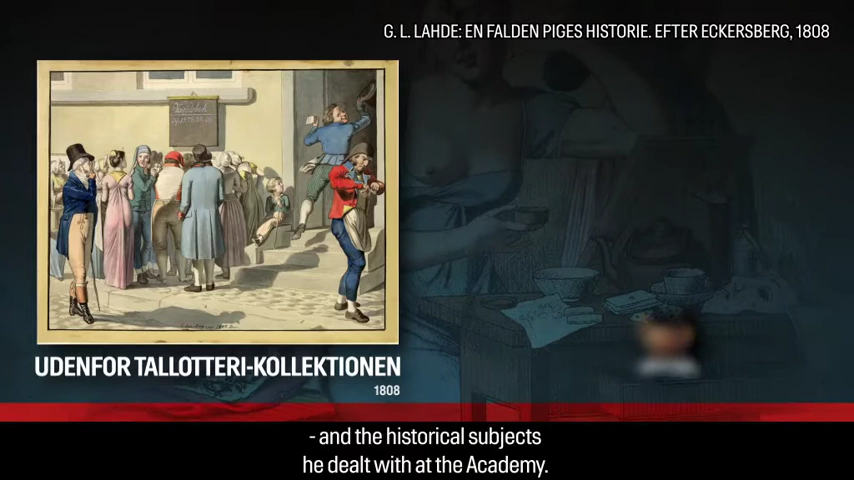 G. L. LAHDE: EN FALDEN PIGES HISTORIE. EFTER ECKERSBERG, 1808
UDENFOR TALLOTTERI-KOLLEKTIONEN
1808
- and the historical subjects
he dealt with at the Academy.